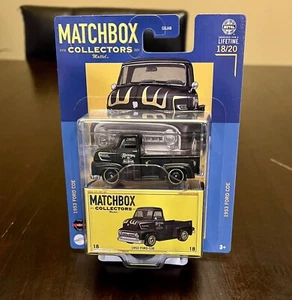 MATCHBOX
COLLECTORS
Mattel
LIFETIME
18/20
1953 FORD COE
1953 FORD COE
MATCHBOX
COLLECTORS
18
1953 FORD COE
18
3+